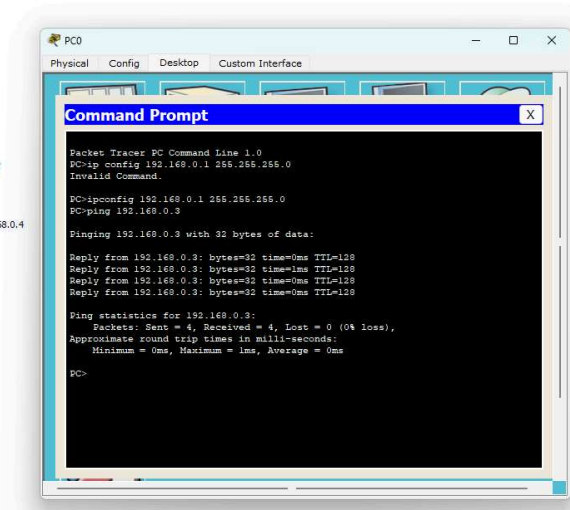 PC0
Physical Config Desktop Custom Interface
Command Prompt
X
Packet Tracer PC Command Line 1.0
PC>ip config 192.168.0.1 255.255.255.0
Invalid Command.
PC>ipconfig 192.168.0.1 255.255.255.0
PC>ping 192.168.0.3
Pinging 192.168.0.3 with 32 bytes of data:
Reply from 192.168.0.3: bytes=32 time=0ms TTL=128
Reply from 192.168.0.3: bytes=32 time=1ms TTL=128
Reply from 192.168.0.3: bytes=32 time=0ms TTL=128
Reply from 192.168.0.3: bytes=32 time=0ms TTL=128
Ping statistics for 192.168.0.3:
Packets: Sent = 4, Received = 4, Lost = 0 (0% loss),
Approximate round trip times in milli-seconds:
Minimum = 0ms, Maximum = 1ms, Average = 0ms
PC>
8.0.4